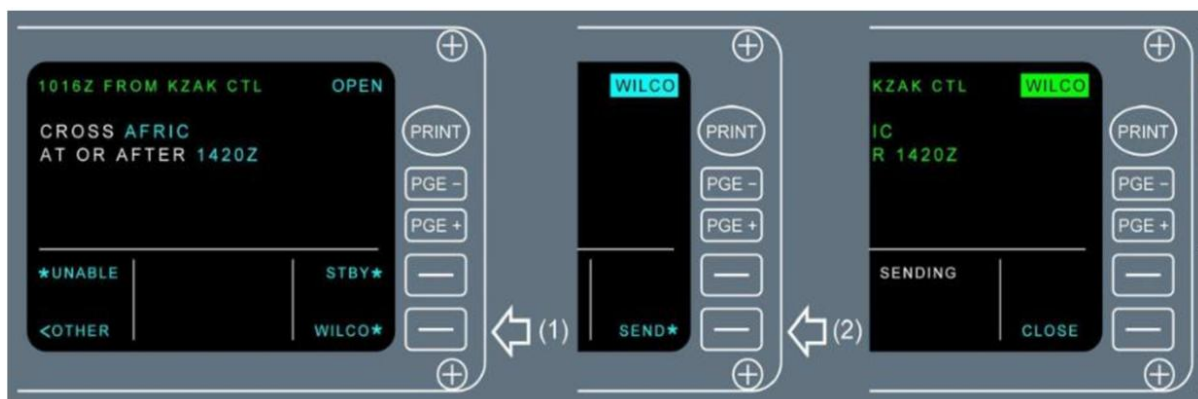 1016Z FROM KZAK CTL OPEN
CROSS AFRIC
AT OR AFTER 1420Z
*UNABLE STBY*
<OTHER WILCO*
PRINT
PGE -
PGE +
(1)
WILCO
SEND*
PRINT
PGE -
PGE +
(2)
KZAK CTL WILCO
IC
R 1420Z
SENDING
CLOSE
PRINT
PGE -
PGE +